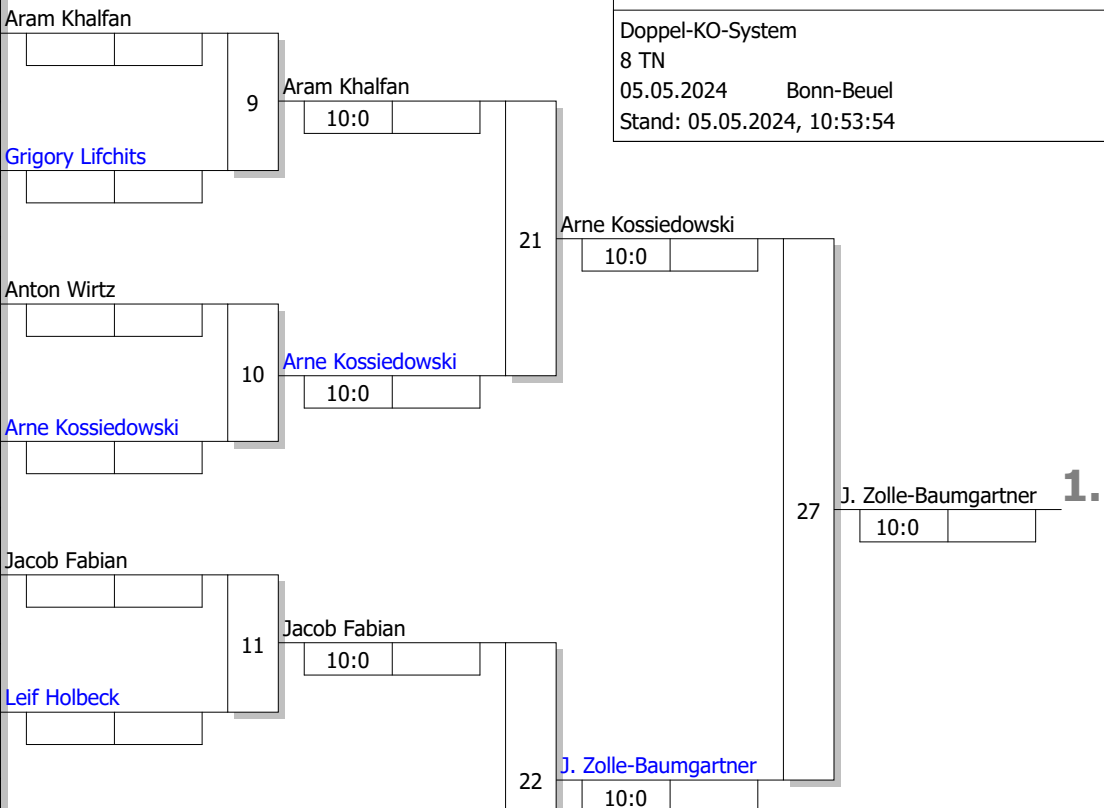 Aram Khalfan
Doppel-KO-System
8 TN
05.05.2024 Bonn-Beuel
Stand: 05.05.2024, 10:53:54
9
Aram Khalfan
10:0
Grigory Lifchits
21
Arne Kossiedowski
10:0
Anton Wirtz
10
Arne Kossiedowski
10:0
Arne Kossiedowski
27
J. Zolle-Baumgartner 1.
10:0
Jacob Fabian
11
Jacob Fabian
10:0
Leif Holbeck
22
J. Zolle-Baumgartner
10:0